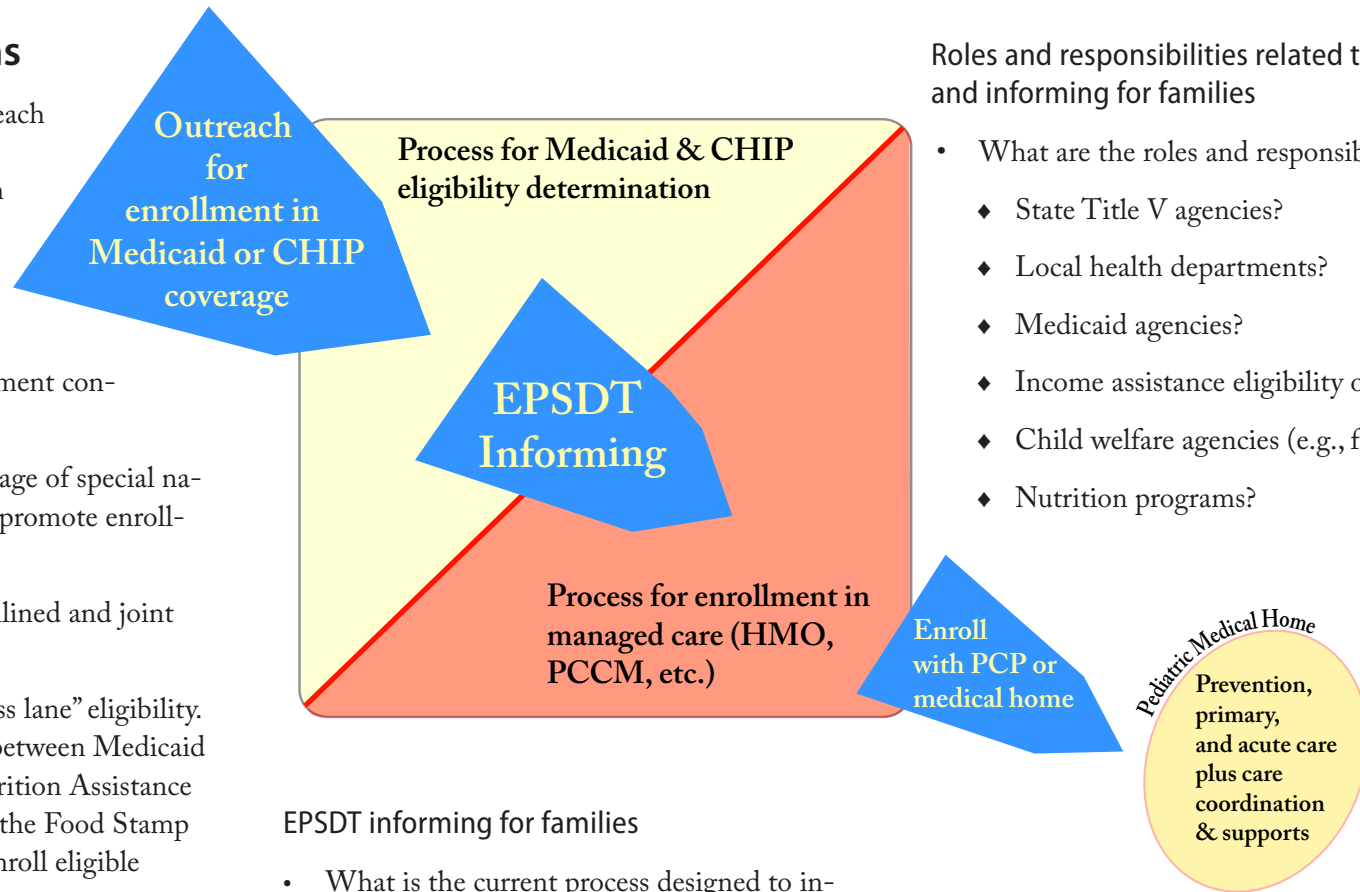 ns
each
n
ment con-
age of special na-
promote enroll-
lined and joint
ss lane” eligibility.
between Medicaid
rition Assistance
the Food Stamp
nroll eligible
Outreach
for
enrollment in
Medicaid or CHIP
coverage
Process for Medicaid & CHIP
eligibility determination
EPSDT
Informing
Process for enrollment in
managed care (HMO,
PCCM, etc.)
Enroll
with PCP or
medical home
Pediatric Medical Home
Prevention,
primary,
and acute care
plus care
coordination
& supports
EPSDT informing for families
• What is the current process designed to in-
Roles and responsibilities related t
and informing for families
• What are the roles and responsib
♦ State Title V agencies?
♦ Local health departments?
♦ Medicaid agencies?
♦ Income assistance eligibility o
♦ Child welfare agencies (e.g., f
♦ Nutrition programs?